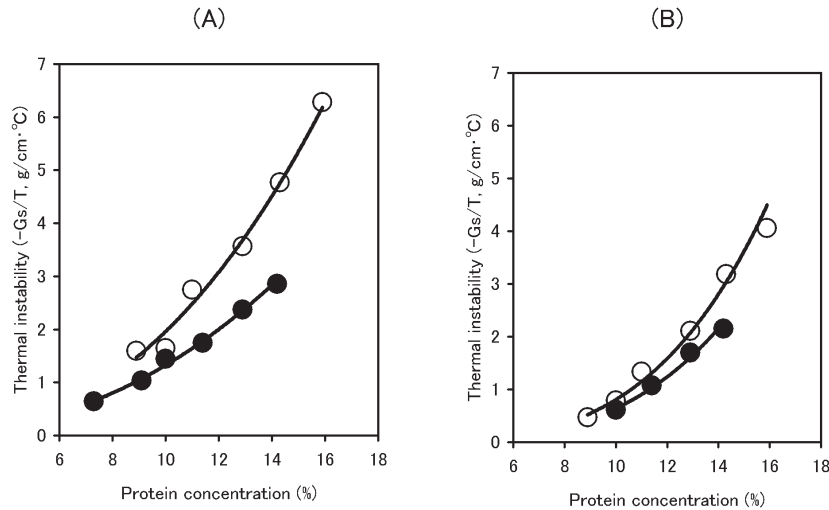 (A)
7
6
5
4
3
2
1
0
6 8 10 12 14 16 18
Thermal instability (-Gs/T, g/cm·℃)
Protein concentration (%)
(B)
7
6
5
4
3
2
1
0
6 8 10 12 14 16 18
Thermal instability (-Gs/T, g/cm·℃)
Protein concentration (%)